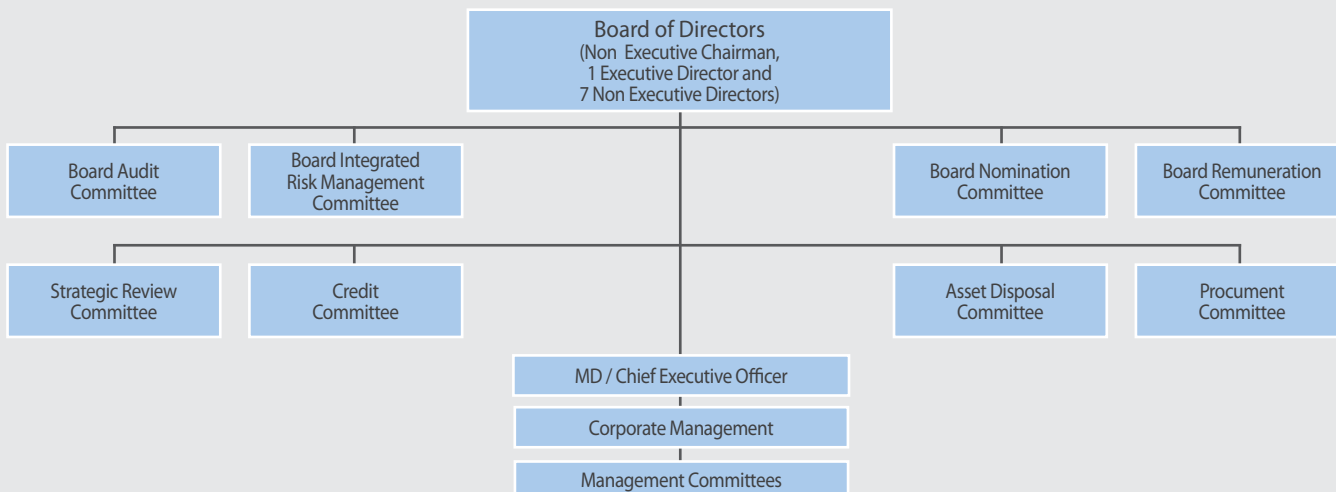 Board of Directors
(Non Executive Chairman,
1 Executive Director and
7 Non Executive Directors)
Board Audit
Committee
Board Integrated
Risk Management
Committee
Board Nomination
Committee
Board Remuneration
Committee
Strategic Review
Committee
Credit
Committee
Asset Disposal
Committee
Procument
Committee
MD / Chief Executive Officer
Corporate Management
Management Committees